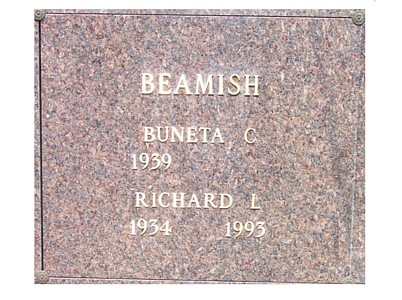 BEAMISH
BUNETA C
1939
RICHARD L
1934 1993